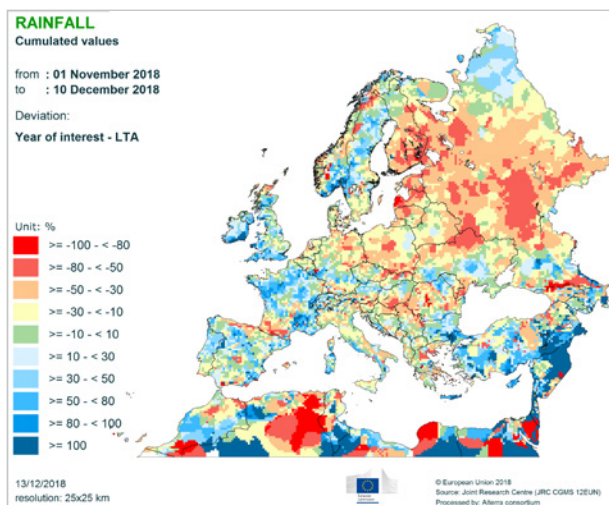 RAINFALL
Cumulated values
from : 01 November 2018
to : 10 December 2018
Deviation:
Year of interest - LTA
Unit: %
>= -100 - < -80
>= -80 - < -50
>= -50 - < -30
>= -30 - < -10
>= -10 - < 10
>= 10 - < 30
>= 30 - < 50
>= 50 - < 80
>= 80 - < 100
>= 100
13/12/2018
resolution: 25x25 km
© European Union 2018
Source: Joint Research Centre (JRC CGMS 12EUN)
Processed by: Alterra consortium